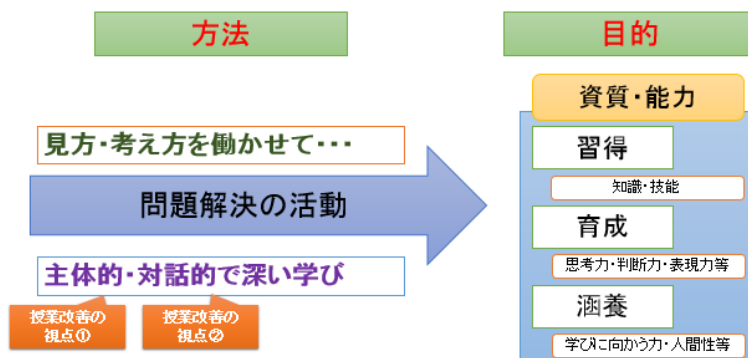 方法
目的
資質・能力
見方・考え方を働かせて・・・
習得
知識・技能
問題解決の活動
育成
思考力・判断力・表現力等
主体的・対話的で深い学び
涵養
授業改善の
視点①
授業改善の
視点②
学びに向かう力・人間性等